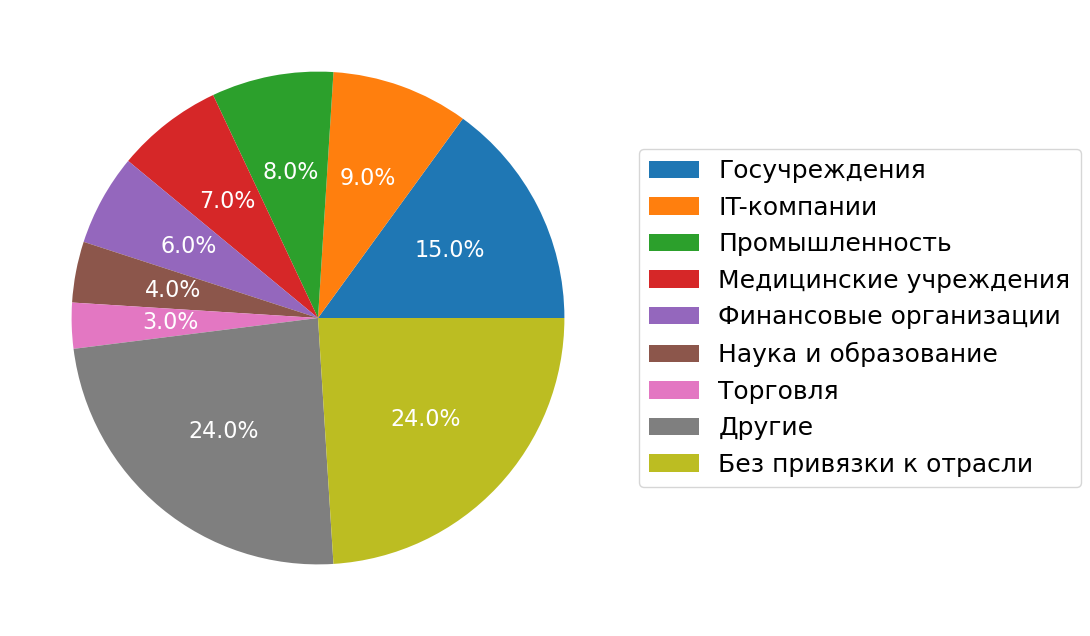 8.0%
9.0%
7.0%
6.0%
15.0%
4.0%
3.0%
24.0%
24.0%
Госучреждения
IT-компании
Промышленность
Медицинские учреждения
Финансовые организации
Наука и образование
Торговля
Другие
Без привязки к отрасли